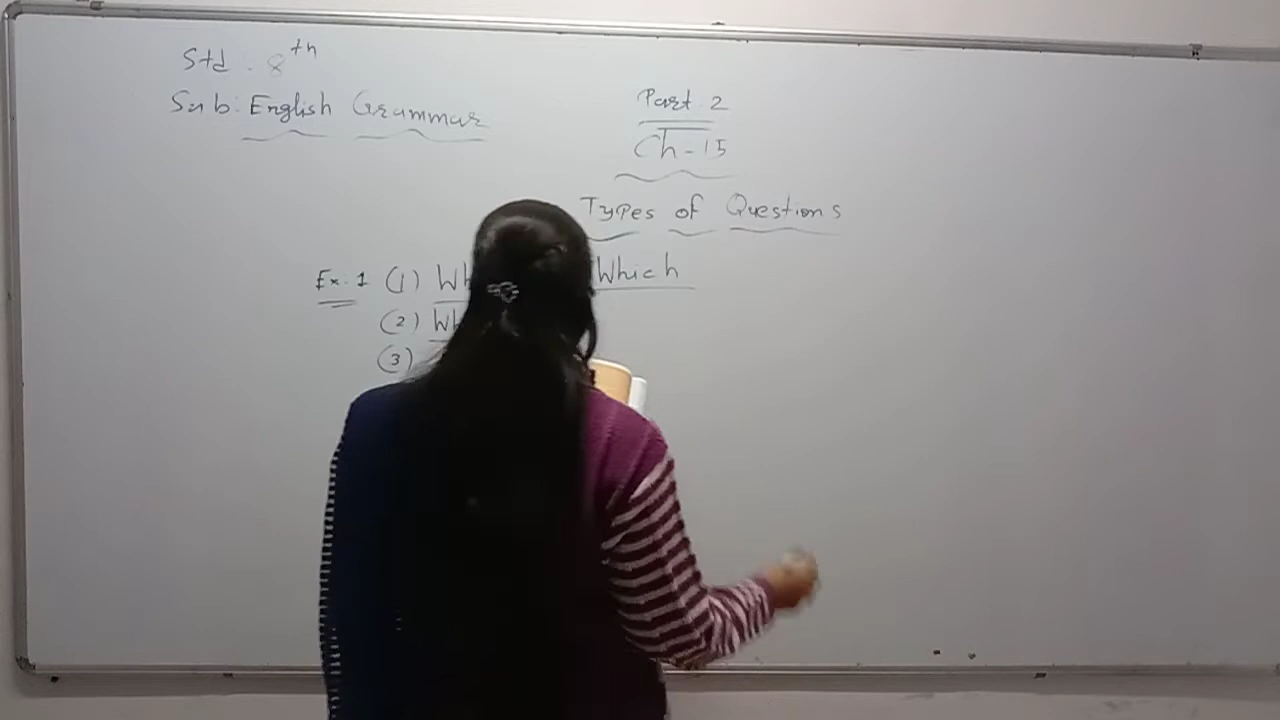 Std. 8th
Sub: English Grammar
Part 2
Ch-15
Types of Questions
Ex. 1 (1) Wh Which
(2) Wh
(3)